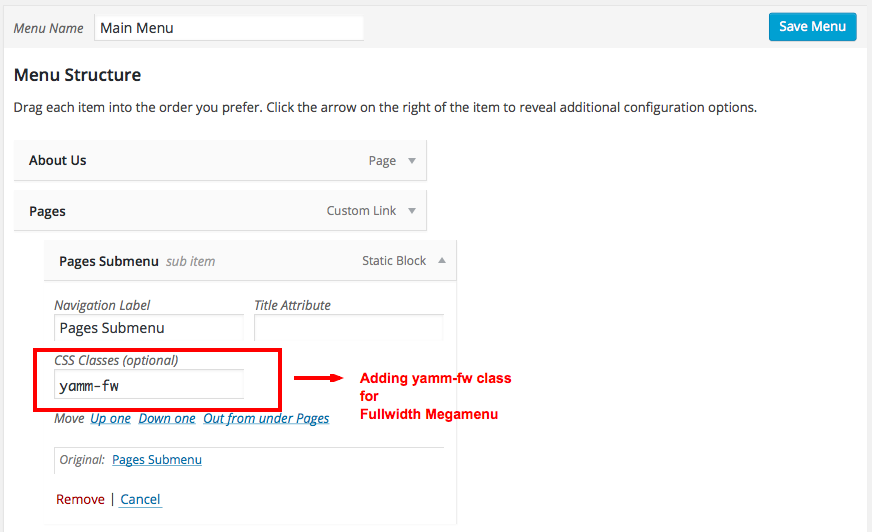 Menu Name Main Menu Save Menu
Menu Structure
Drag each item into the order you prefer. Click the arrow on the right of the item to reveal additional configuration options.
About Us Page
Pages Custom Link
Pages Submenu sub item Static Block
Navigation Label Title Attribute
Pages Submenu
CSS Classes (optional)
yamm-fw
Adding yamm-fw class
for
Fullwidth Megamenu
Move Up one Down one Out from under Pages
Original: Pages Submenu
Remove | Cancel